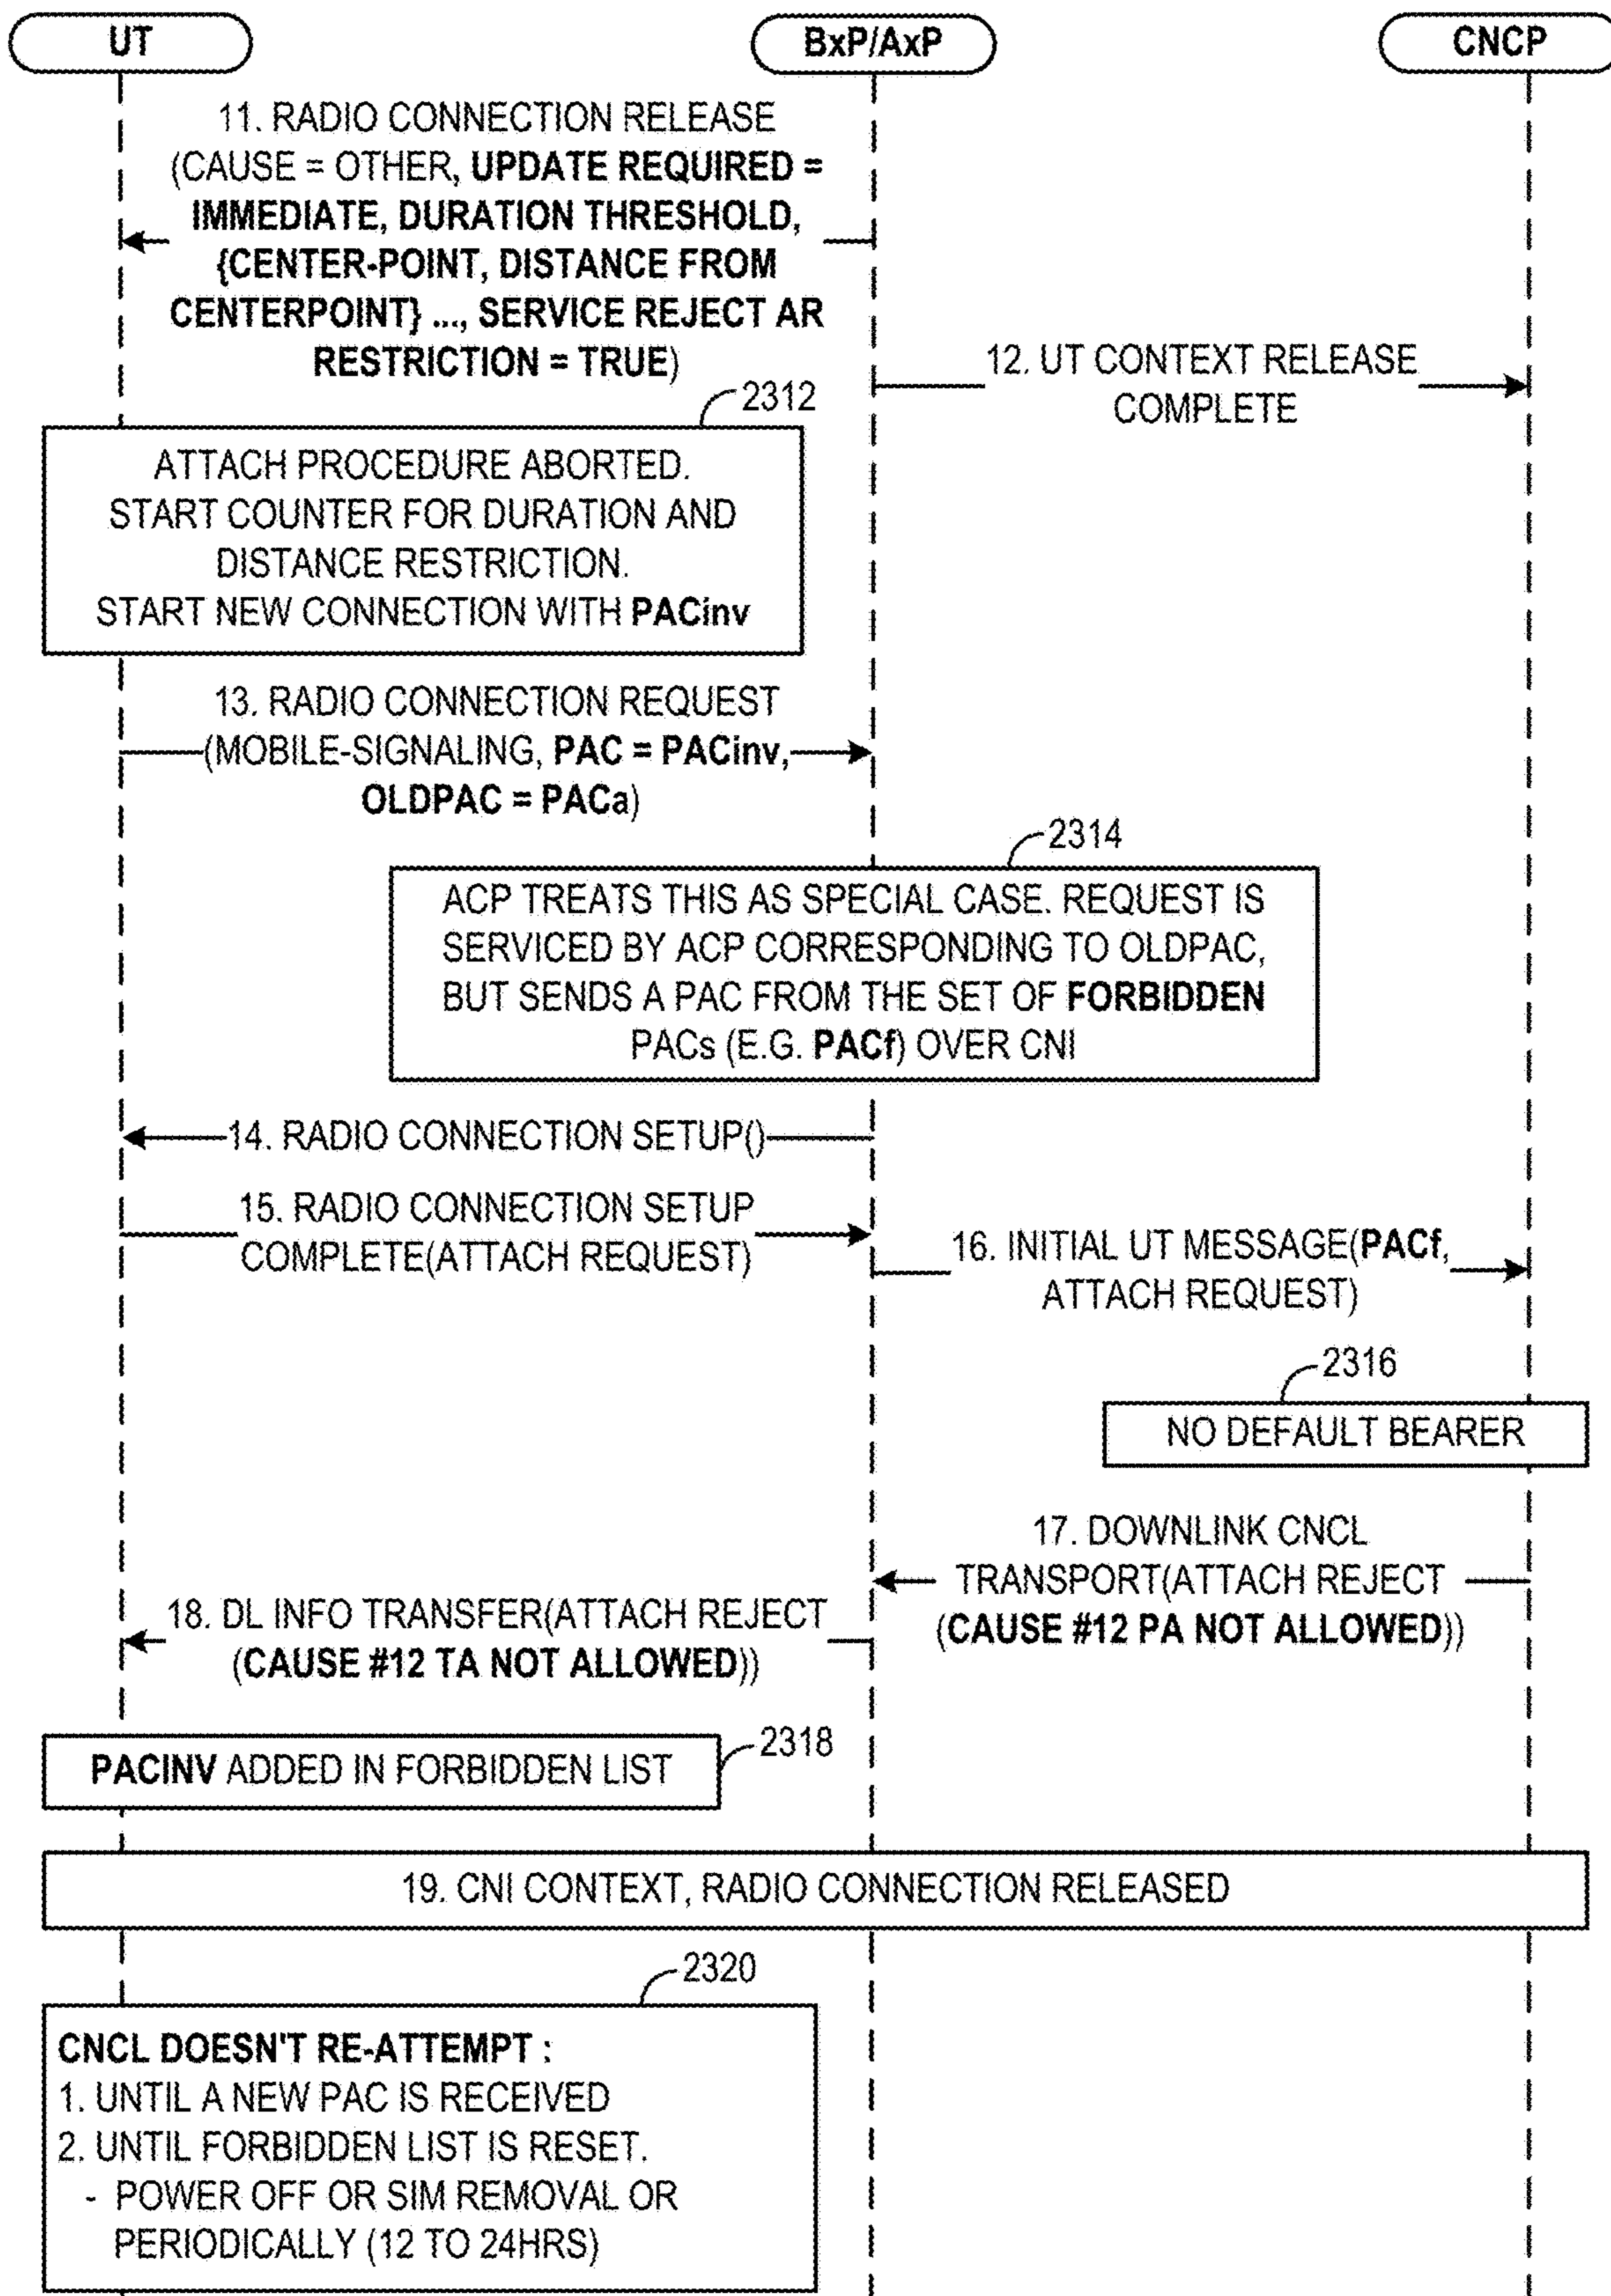 UT
BxP/AxP
CNCP
11. RADIO CONNECTION RELEASE
(CAUSE = OTHER, UPDATE REQUIRED =
IMMEDIATE, DURATION THRESHOLD,
{CENTER-POINT, DISTANCE FROM
CENTERPOINT} ..., SERVICE REJECT AR
RESTRICTION = TRUE)
12. UT CONTEXT RELEASE
COMPLETE
2312
ATTACH PROCEDURE ABORTED.
START COUNTER FOR DURATION AND
DISTANCE RESTRICTION.
START NEW CONNECTION WITH PACinv
13. RADIO CONNECTION REQUEST
(MOBILE-SIGNALING, PAC = PACinv,
OLDPAC = PACa)
2314
ACP TREATS THIS AS SPECIAL CASE. REQUEST IS
SERVICED BY ACP CORRESPONDING TO OLDPAC,
BUT SENDS A PAC FROM THE SET OF FORBIDDEN
PACs (E.G. PACf) OVER CNI
14. RADIO CONNECTION SETUP()
15. RADIO CONNECTION SETUP
COMPLETE(ATTACH REQUEST)
16. INITIAL UT MESSAGE(PACf,
ATTACH REQUEST)
2316
NO DEFAULT BEARER
17. DOWNLINK CNCL
TRANSPORT(ATTACH REJECT
(CAUSE #12 PA NOT ALLOWED))
18. DL INFO TRANSFER(ATTACH REJECT
(CAUSE #12 TA NOT ALLOWED))
2318
PACINV ADDED IN FORBIDDEN LIST
19. CNI CONTEXT, RADIO CONNECTION RELEASED
2320
CNCL DOESN'T RE-ATTEMPT :
1. UNTIL A NEW PAC IS RECEIVED
2. UNTIL FORBIDDEN LIST IS RESET.
- POWER OFF OR SIM REMOVAL OR
PERIODICALLY (12 TO 24HRS)